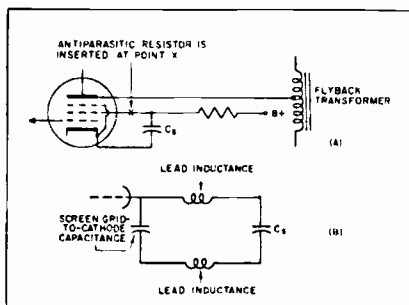 ANTIPARASITIC RESISTOR IS
INSERTED AT POINT X
X
Cs
B+
FLYBACK
TRANSFORMER
(A)
LEAD INDUCTANCE
SCREEN GRID-
TO-CATHODE
CAPACITANCE
Cs
(B)
LEAD INDUCTANCE